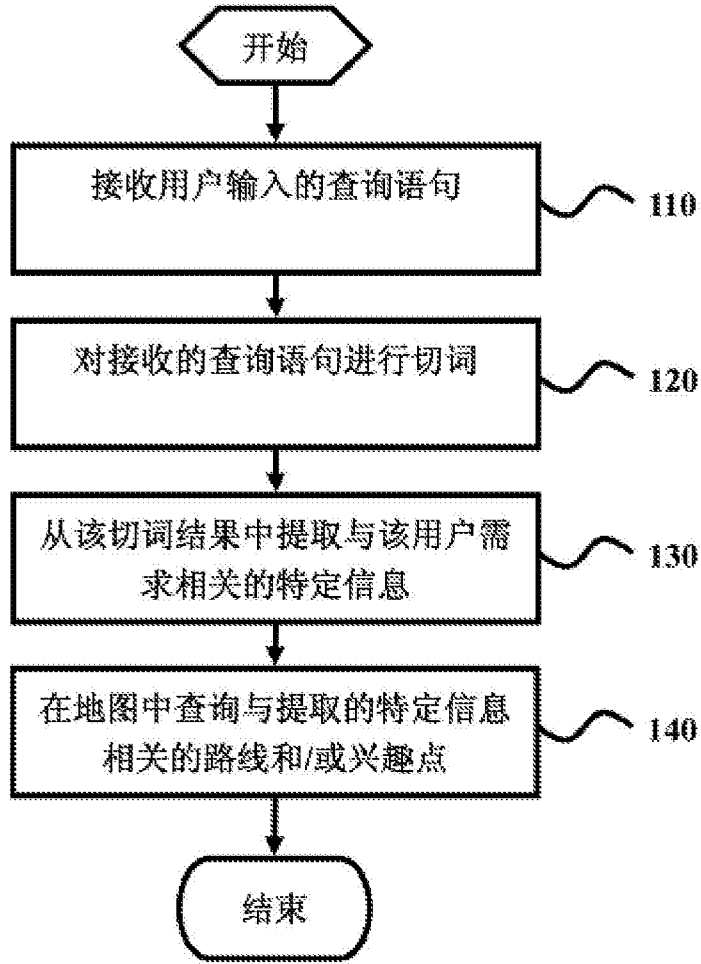 开始
接收用户输入的查询语句
110
对接收的查询语句进行切词
120
从该切词结果中提取与该用户需
求相关的特定信息
130
在地图中查询与提取的特定信息
相关的路线和/或兴趣点
140
结束